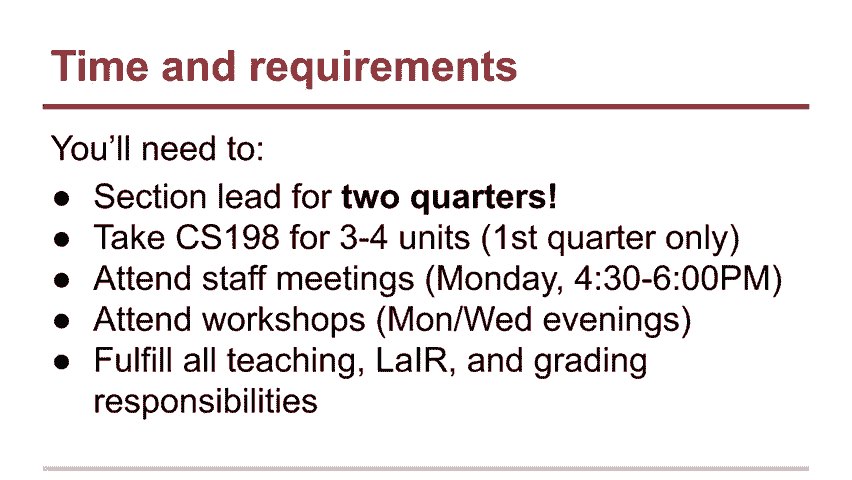 Time and requirements
You’ll need to:
● Section lead for two quarters!
● Take CS198 for 3-4 units (1st quarter only)
● Attend staff meetings (Monday, 4:30-6:00PM)
● Attend workshops (Mon/Wed evenings)
● Fulfill all teaching, LaIR, and grading
responsibilities